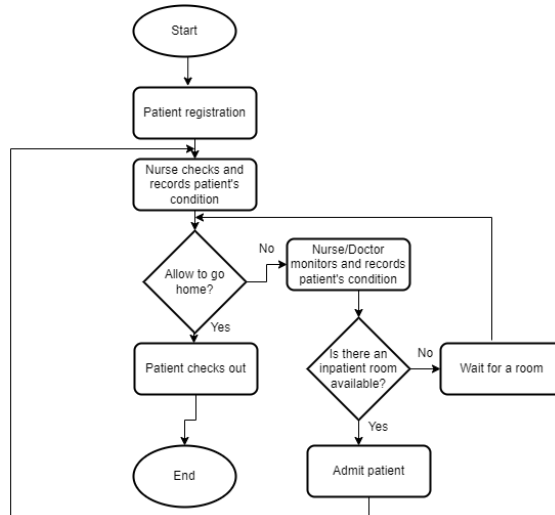 Start
Patient registration
Nurse checks and
records patient's
condition
Allow to go
home?
No
Nurse/Doctor
monitors and records
patient's condition
Yes
Patient checks out
Is there an
inpatient room
available?
No
Wait for a room
Yes
End
Admit patient